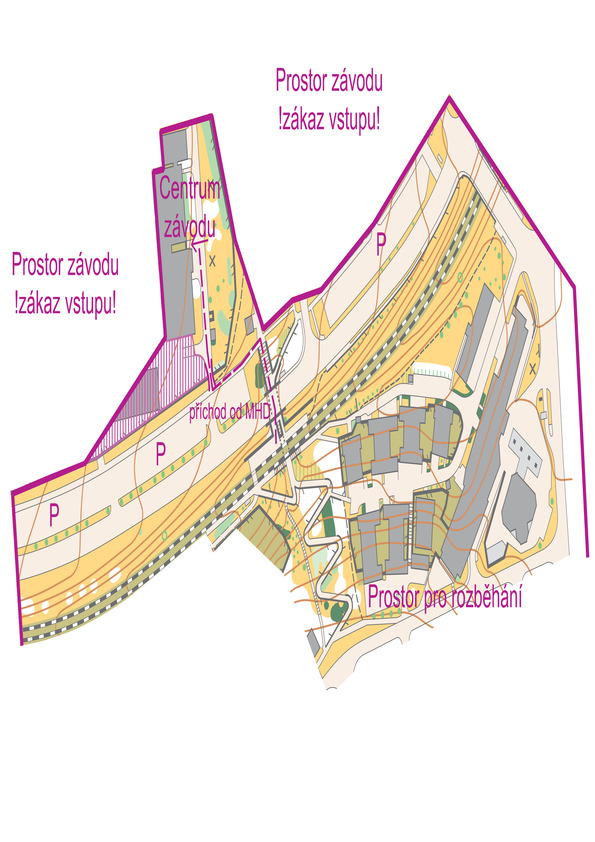 Prostor závodu
!zákaz vstupu!
Centrum
závodu
P
Prostor závodu
!zákaz vstupu!
příchod od MHD
P
P
Prostor pro rozběhání